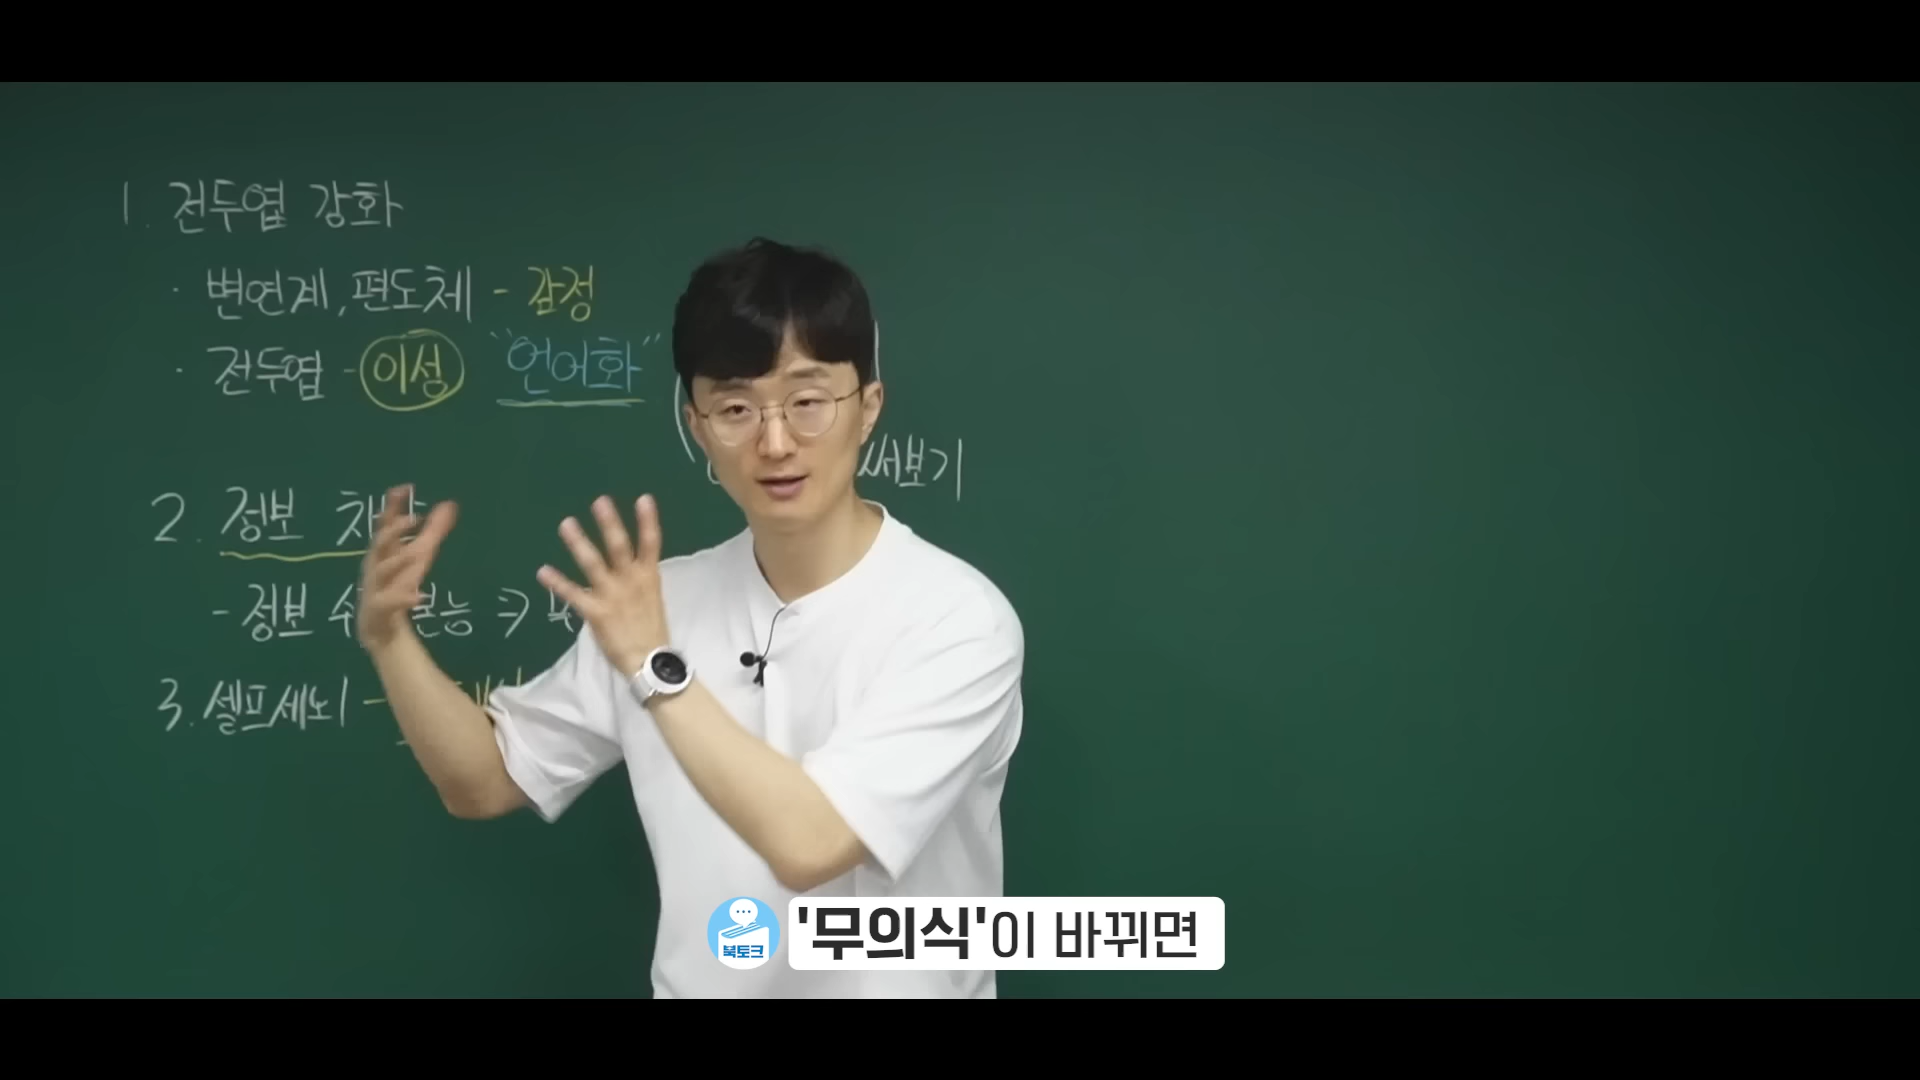 1. 전두엽 강화
· 변연계, 편도체 - 감정
· 전두엽 - 이성 "언어화"
써보기
2. 정보
- 정보 본능 =>
3. 셀프세뇌 -
북토크
'무의식'이 바뀌면